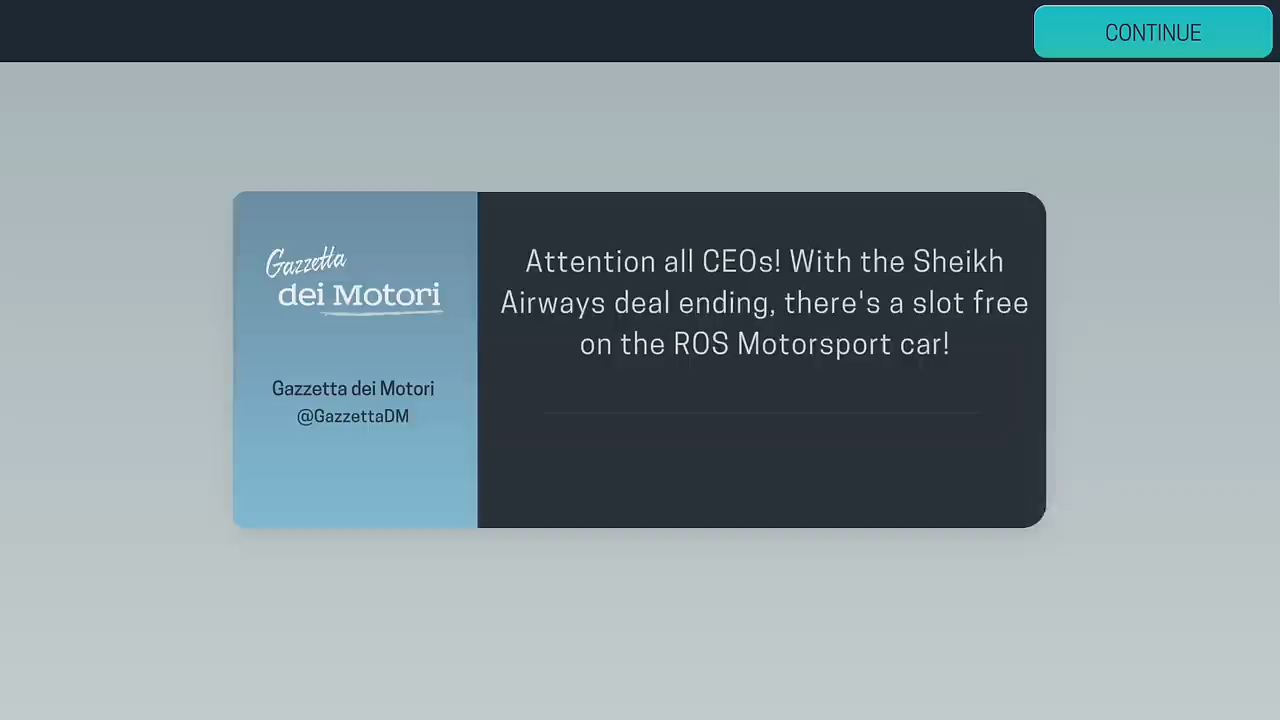 CONTINUE
Gazzetta
dei Motori
Gazzetta dei Motori
@GazzettaDM
Attention all CEOs! With the Sheikh
Airways deal ending, there's a slot free
on the ROS Motorsport car!